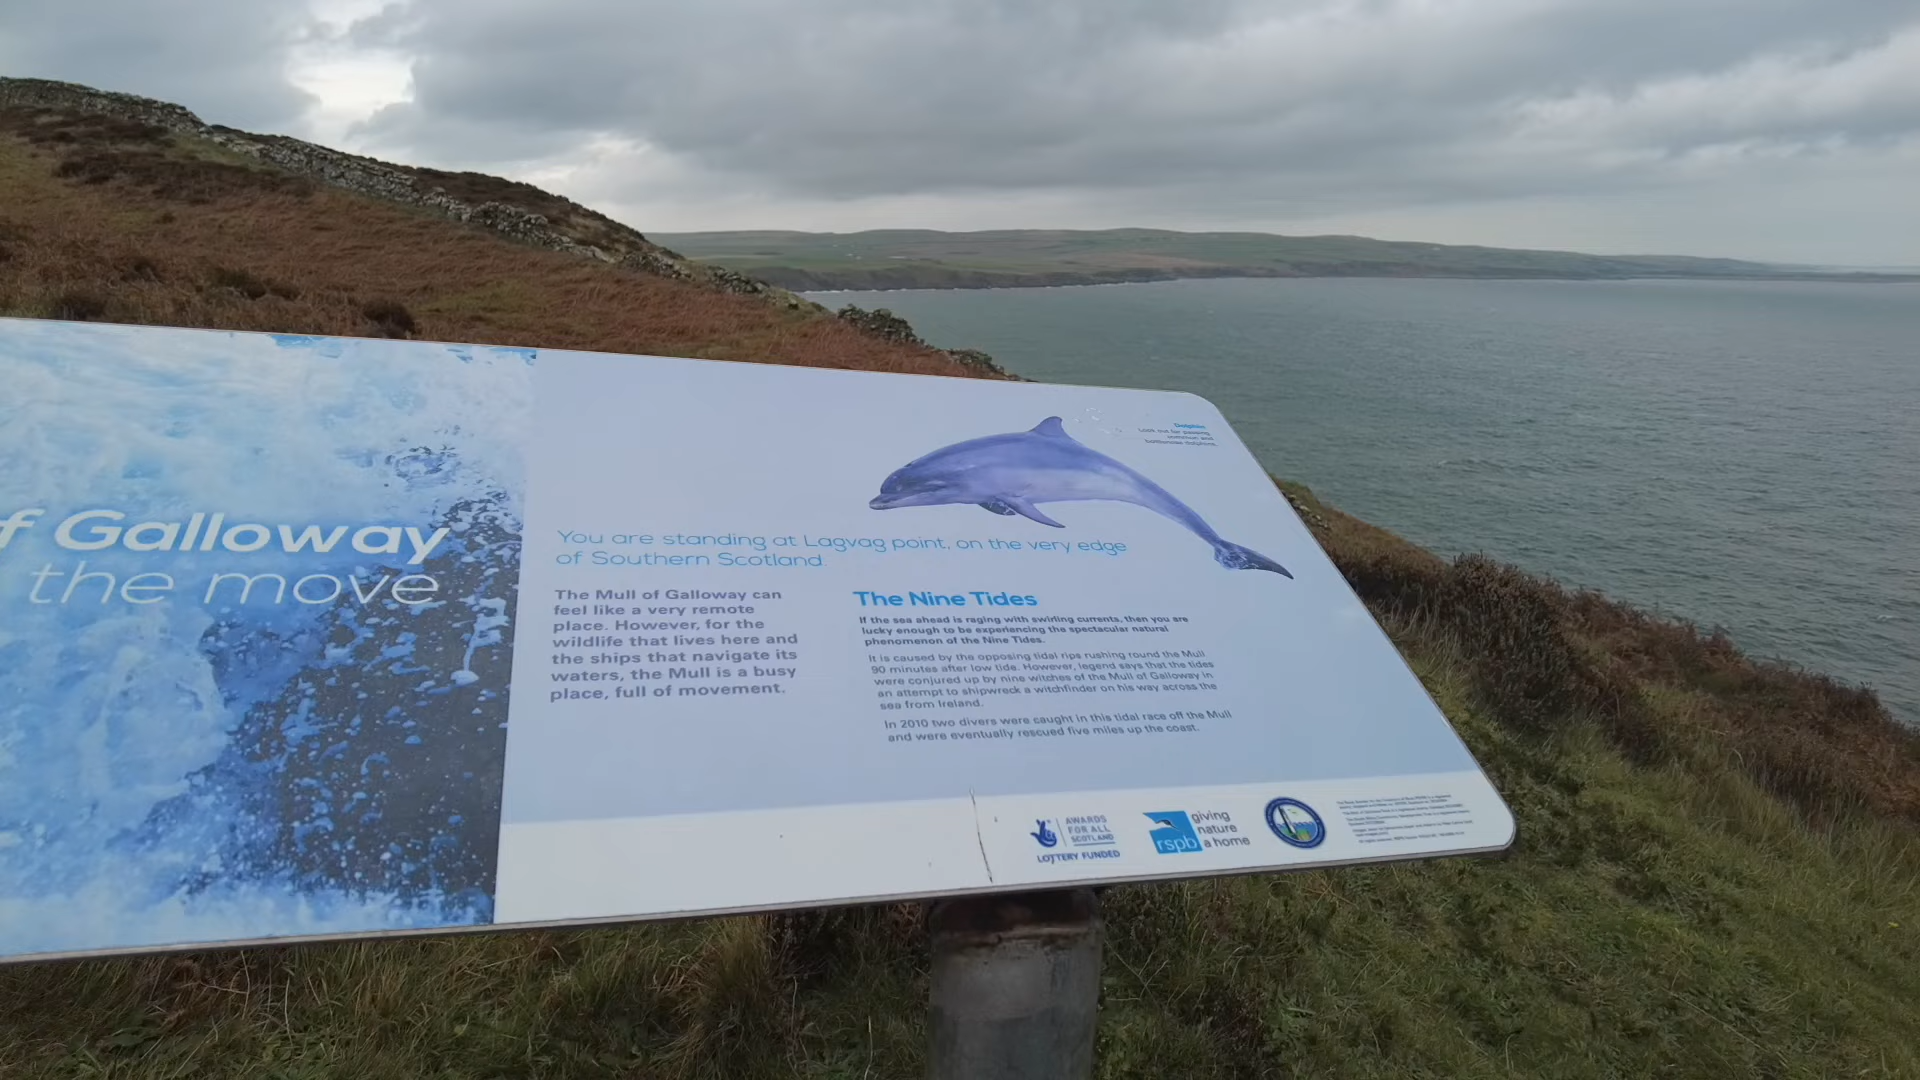 f Galloway
the move
Dolphin
Look out for passing
common and
bottlenose dolphins.
You are standing at Lagvag point, on the very edge
of Southern Scotland.
The Mull of Galloway can
feel like a very remote
place. However, for the
wildlife that lives here and
the ships that navigate its
waters, the Mull is a busy
place, full of movement.
The Nine Tides
If the sea ahead is raging with swirling currents, then you are
lucky enough to be experiencing the spectacular natural
phenomenon of the Nine Tides.
It is caused by the opposing tidal rips rushing round the Mull
90 minutes after low tide. However, legend says that the tides
were conjured up by nine witches of the Mull of Galloway in
an attempt to shipwreck a witchfinder on his way across the
sea from Ireland.
In 2010 two divers were caught in this tidal race off the Mull
and were eventually rescued five miles up the coast.
AWARDS
FOR ALL
SCOTLAND
LOTTERY FUNDED
rspb
giving
nature
a home